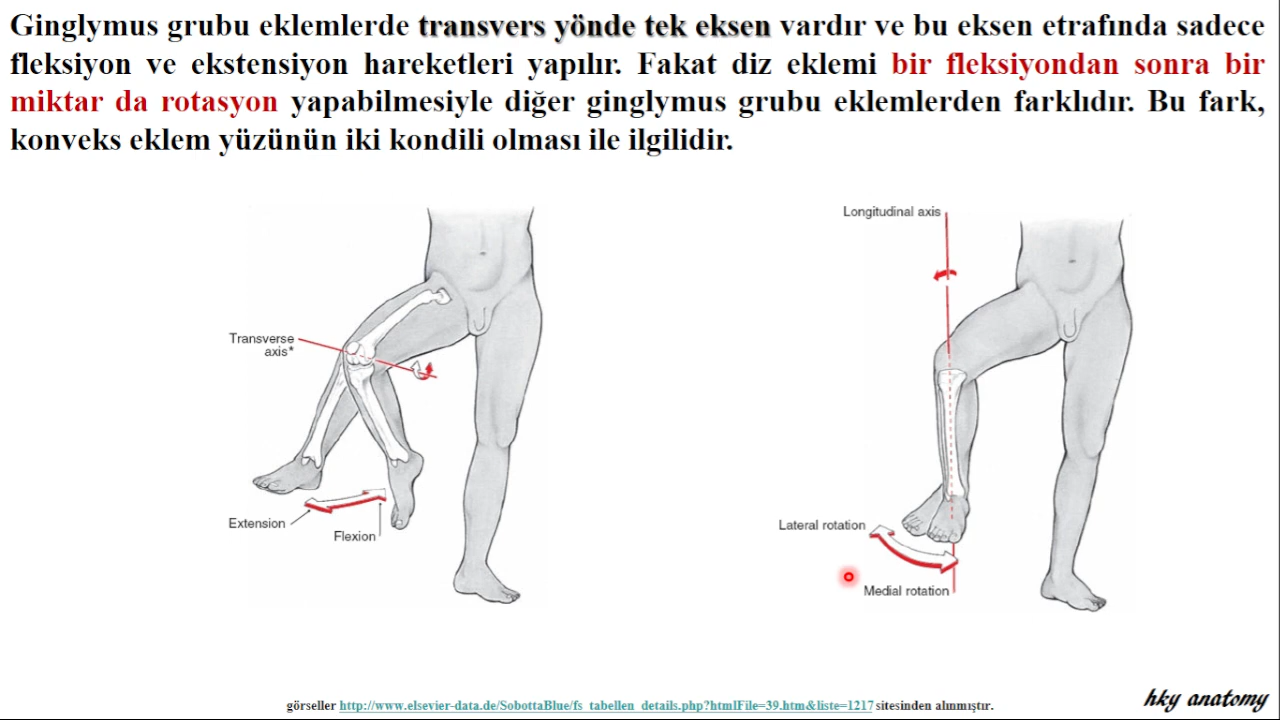 Ginglymus grubu eklemlerde transvers yönde tek eksen vardır ve bu eksen etrafında sadece
fleksiyon ve ekstensiyon hareketleri yapılır. Fakat diz eklemi bir fleksiyondan sonra bir
miktar da rotasyon yapabilmesiyle diğer ginglymus grubu eklemlerden farklıdır. Bu fark,
konveks eklem yüzünün iki kondili olması ile ilgilidir.
Transverse
axis*
Extension
Flexion
Longitudinal axis
Lateral rotation
Medial rotation
görseller http://www.elsevier-data.de/SobottaBlue/fs_tabellen_details.php?htmlFile=39.htm&liste=1217 sitesinden alınmıştır.
hky anatomy